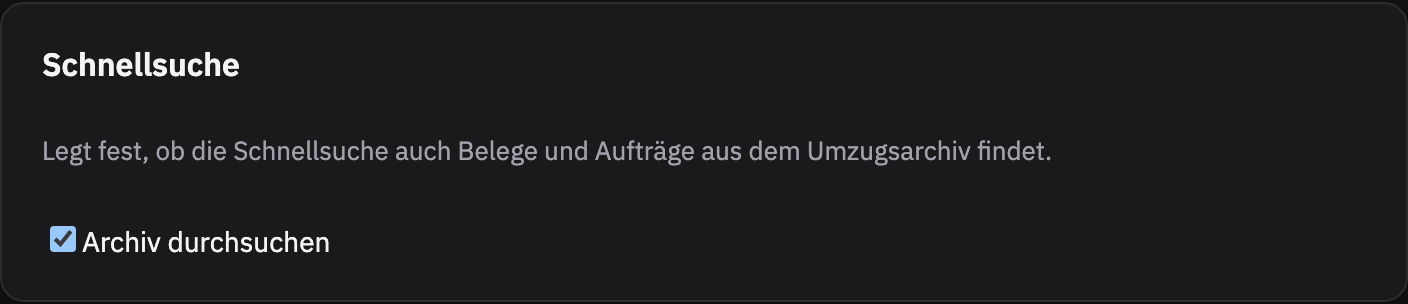 Schnellsuche
Legt fest, ob die Schnellsuche auch Belege und Aufträge aus dem Umzugsarchiv findet.
Archiv durchsuchen